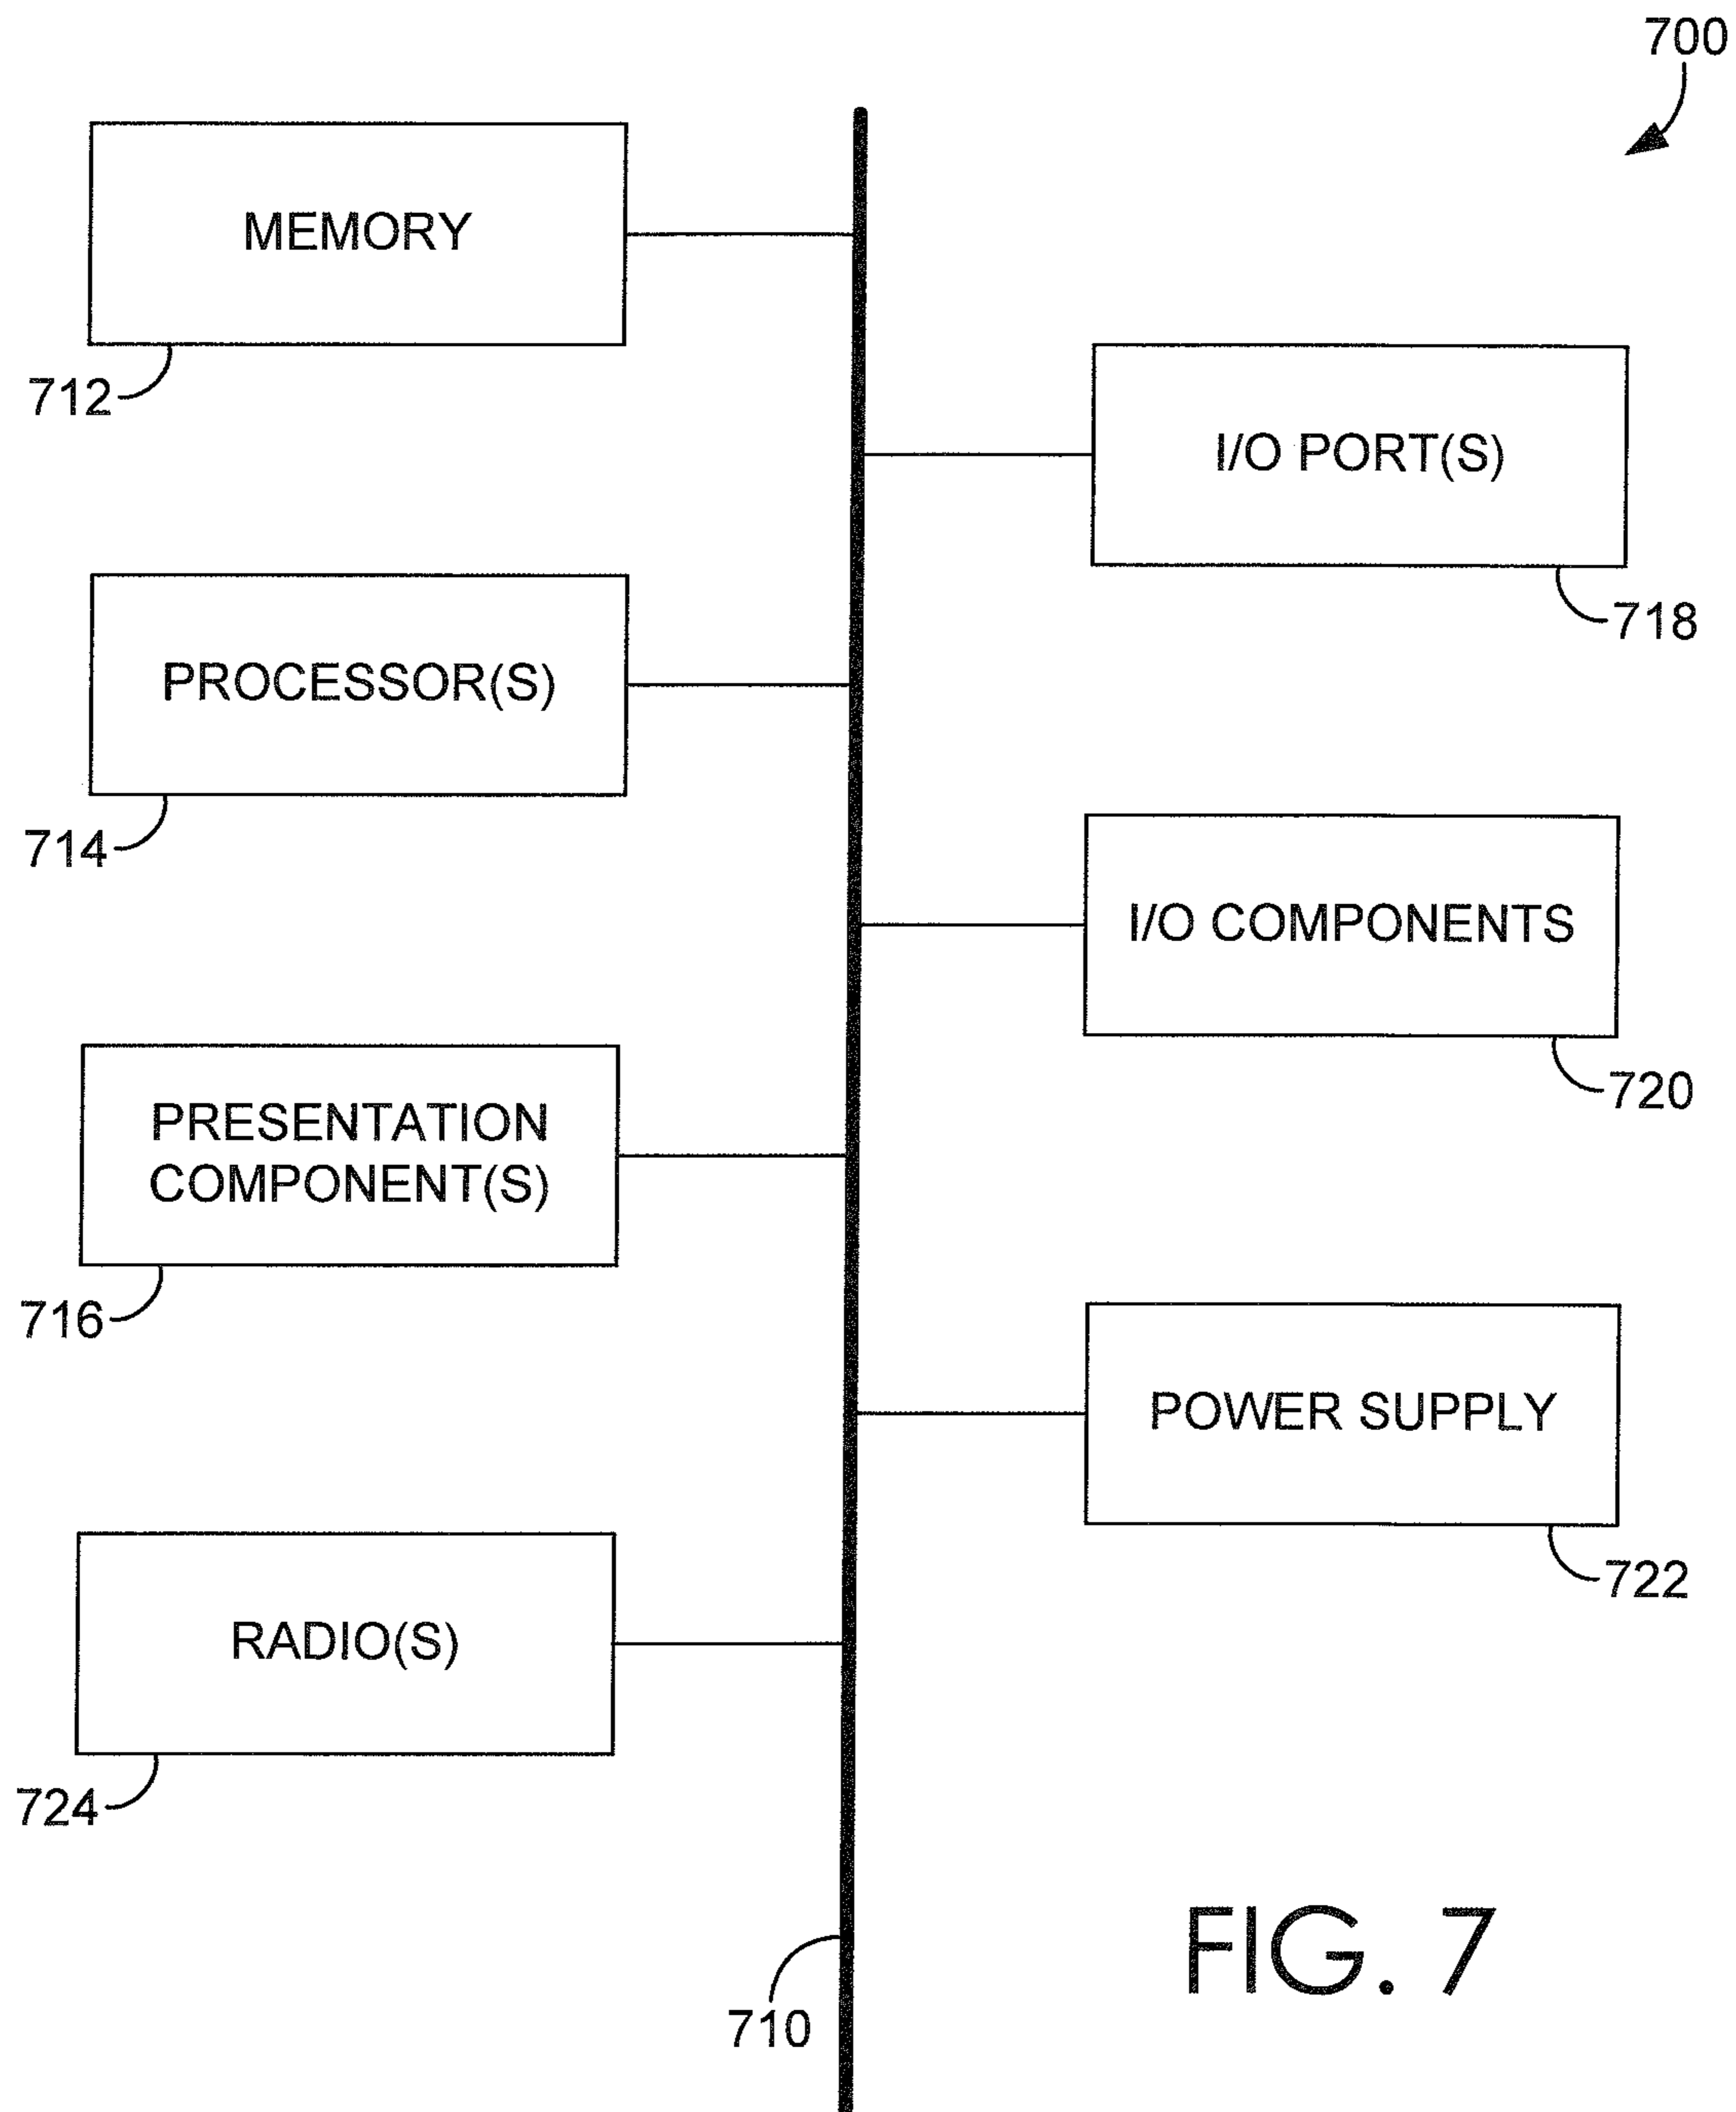 700
MEMORY
712
I/O PORT(S)
718
PROCESSOR(S)
714
I/O COMPONENTS
720
PRESENTATION
COMPONENT(S)
716
POWER SUPPLY
722
RADIO(S)
724
710
FIG. 7